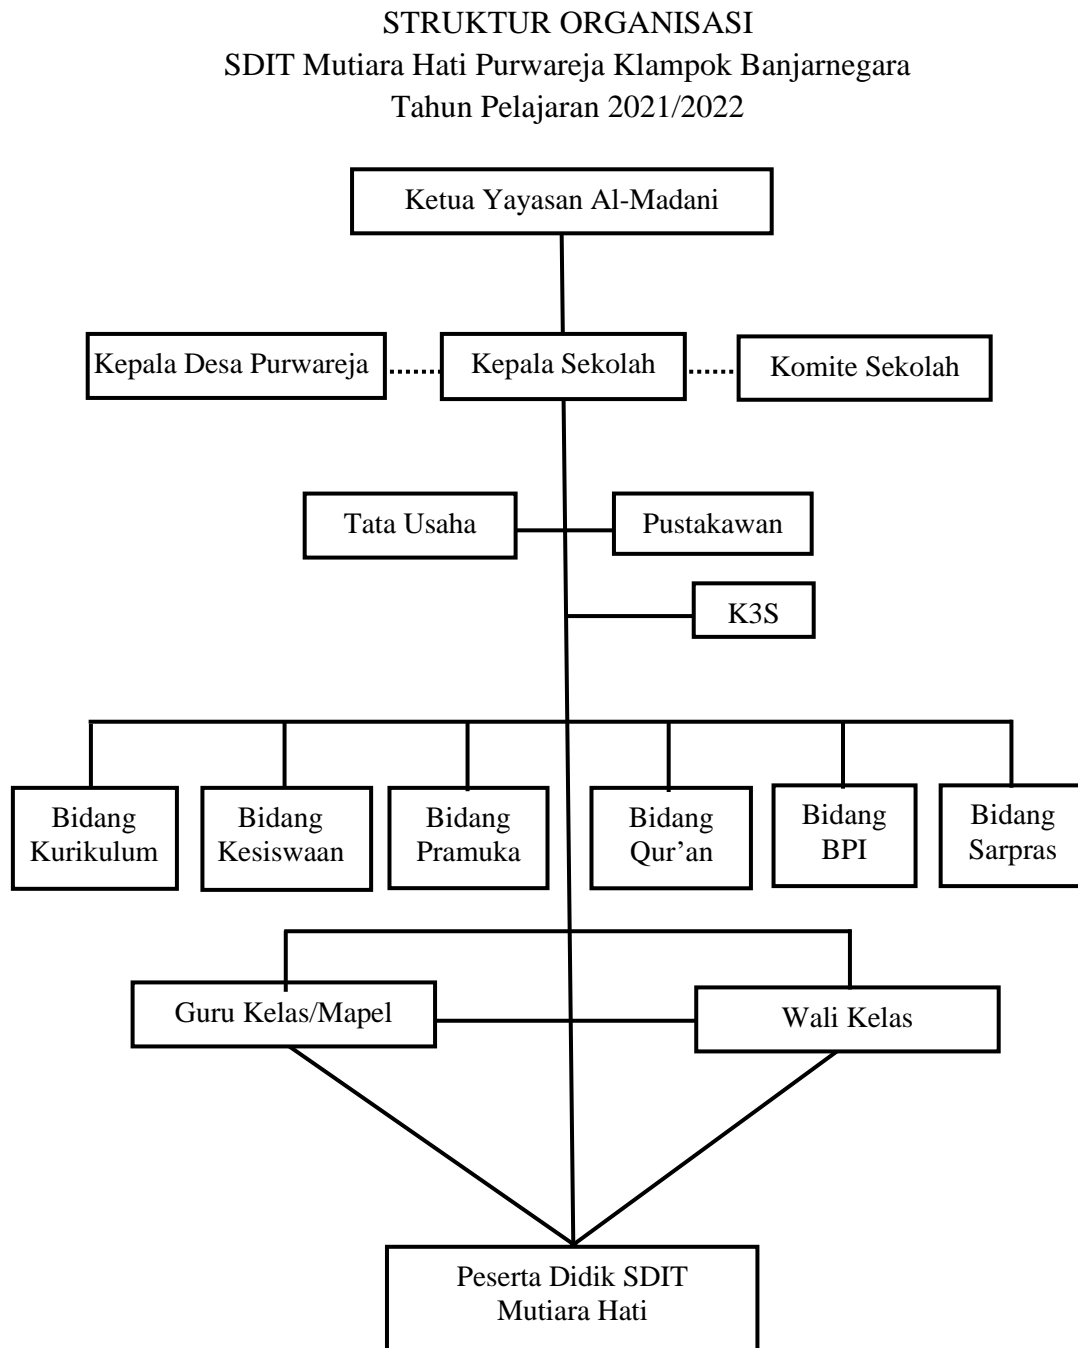 STRUKTUR ORGANISASI
SDIT Mutiara Hati Purwareja Klampok Banjarnegara
Tahun Pelajaran 2021/2022
Ketua Yayasan Al-Madani
Kepala Desa Purwareja
Kepala Sekolah
Komite Sekolah
Tata Usaha
Pustakawan
K3S
Bidang
Kurikulum
Bidang
Kesiswaan
Bidang
Pramuka
Bidang
Qur’an
Bidang
BPI
Bidang
Sarpras
Guru Kelas/Mapel
Wali Kelas
Peserta Didik SDIT
Mutiara Hati